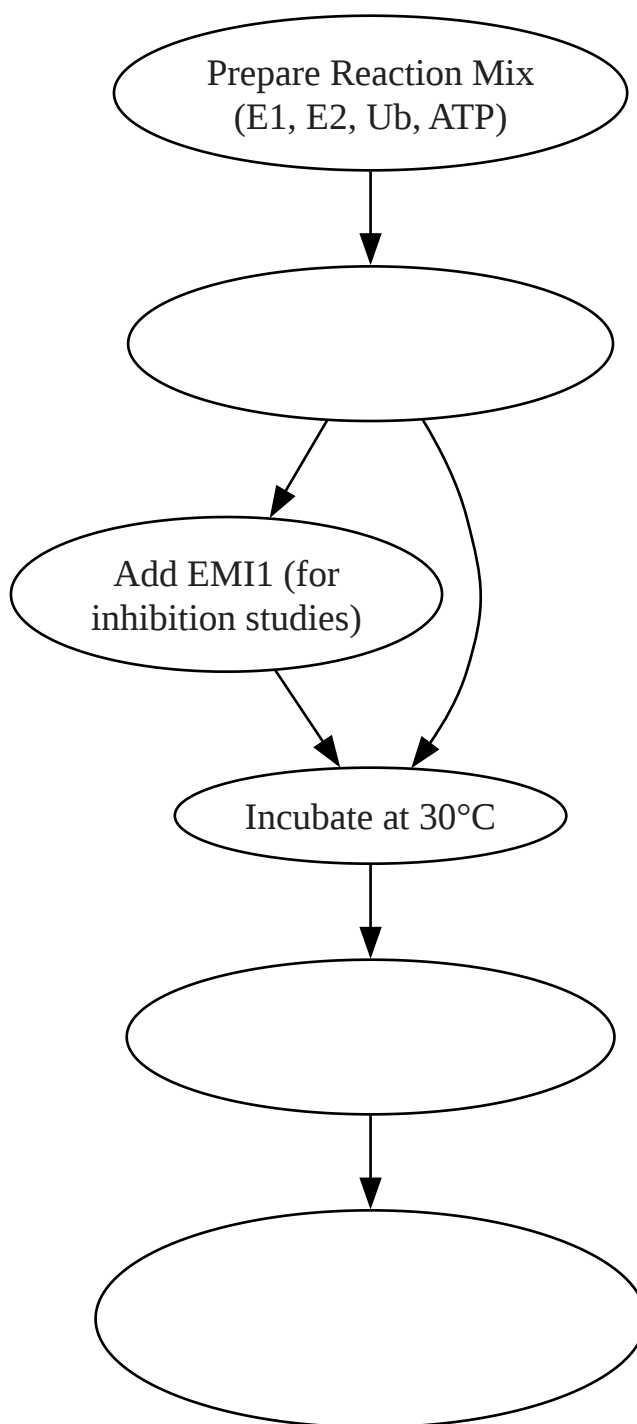 Prepare Reaction Mix
(E1, E2, Ub, ATP)
Add EMI1 (for
inhibition studies)
Incubate at 30°C